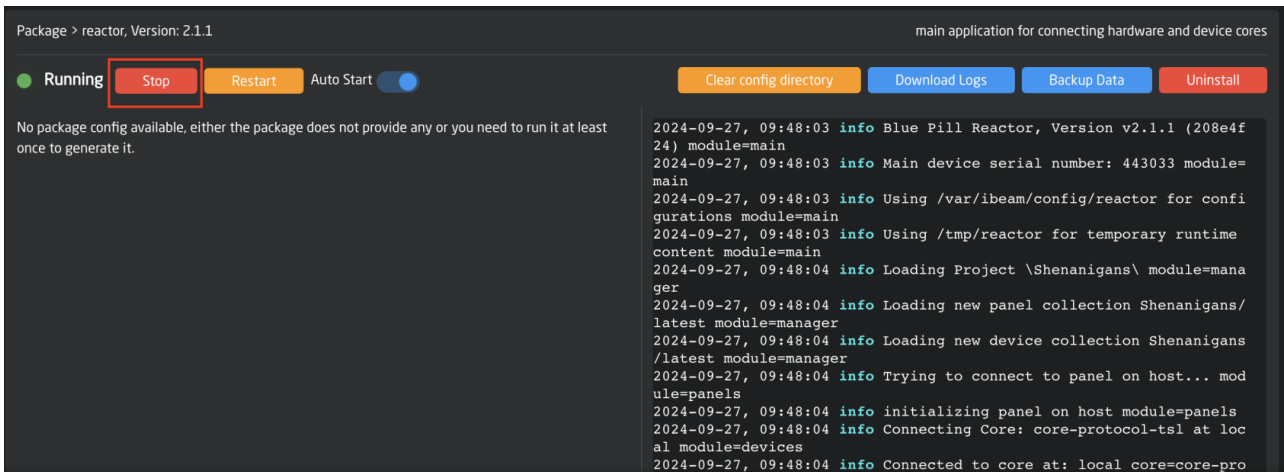 Package > reactor, Version: 2.1.1
main application for connecting hardware and device cores
Running
Stop
Restart
Auto Start
Clear config directory
Download Logs
Backup Data
Uninstall
No package config available, either the package does not provide any or you need to run it at least
once to generate it.
2024-09-27, 09:48:03 info Blue Pill Reactor, Version v2.1.1 (208e4f
24) module=main
2024-09-27, 09:48:03 info Main device serial number: 443033 module=
main
2024-09-27, 09:48:03 info Using /var/ibeam/config/reactor for confi
gurations module=main
2024-09-27, 09:48:03 info Using /tmp/reactor for temporary runtime
content module=main
2024-09-27, 09:48:04 info Loading Project \Shenanigans\ module=mana
ger
2024-09-27, 09:48:04 info Loading new panel collection Shenanigans/
latest module=manager
2024-09-27, 09:48:04 info Loading new device collection Shenanigans
/latest module=manager
2024-09-27, 09:48:04 info Trying to connect to panel on host... mod
ule=panels
2024-09-27, 09:48:04 info initializing panel on host module=panels
2024-09-27, 09:48:04 info Connecting Core: core-protocol-tsl at loc
al module=devices
2024-09-27, 09:48:04 info Connected to core at: local core=core-pro